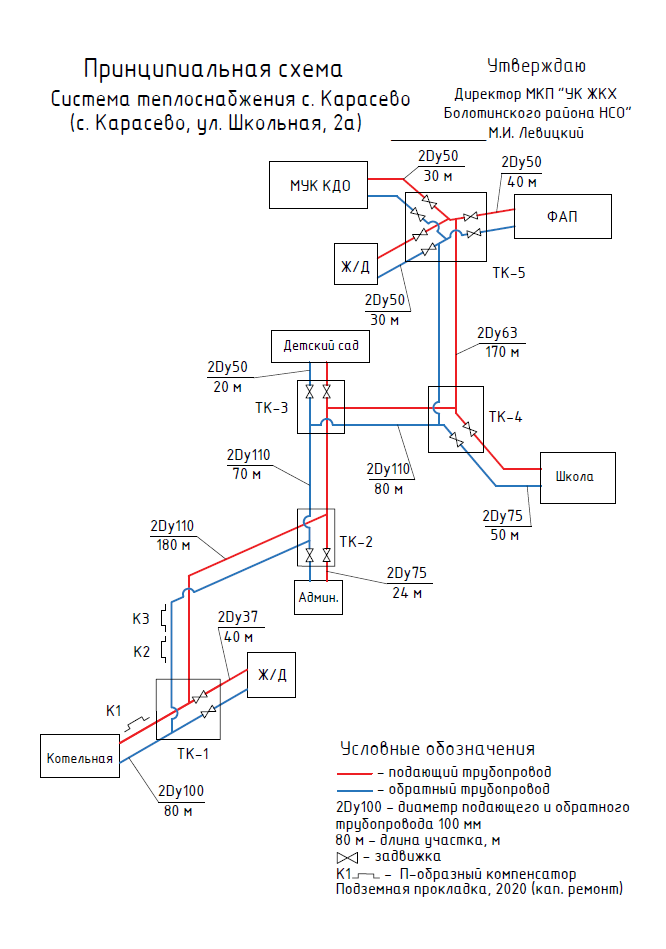 Принципиальная схема
Система теплоснабжения с. Карасево
(с. Карасево, ул. Школьная, 2а)
Утверждаю
Директор МКП "УК ЖКХ
Болотинского района НСО"
М.И. Левицкий
2Dy50
30 м
2Dy50
40 м
МУК КДО
ФАП
Ж/Д
ТК-5
2Dy50
30 м
2Dy63
170 м
Детский сад
2Dy50
20 м
ТК-3
ТК-4
2Dy110
70 м
2Dy110
80 м
Школа
2Dy75
50 м
2Dy110
180 м
ТК-2
2Dy75
24 м
Админ.
К3
К2
2Dy37
40 м
Ж/Д
К1
ТК-1
Котельная
2Dy100
80 м
Условные обозначения
- подающий трубопровод
- обратный трубопровод
2Dy100 - диаметр подающего и обратного
трубопровода 100 мм
80 м - длина участка, м
- задвижка
К1 - П-образный компенсатор
Подземная прокладка, 2020 (кап. ремонт)